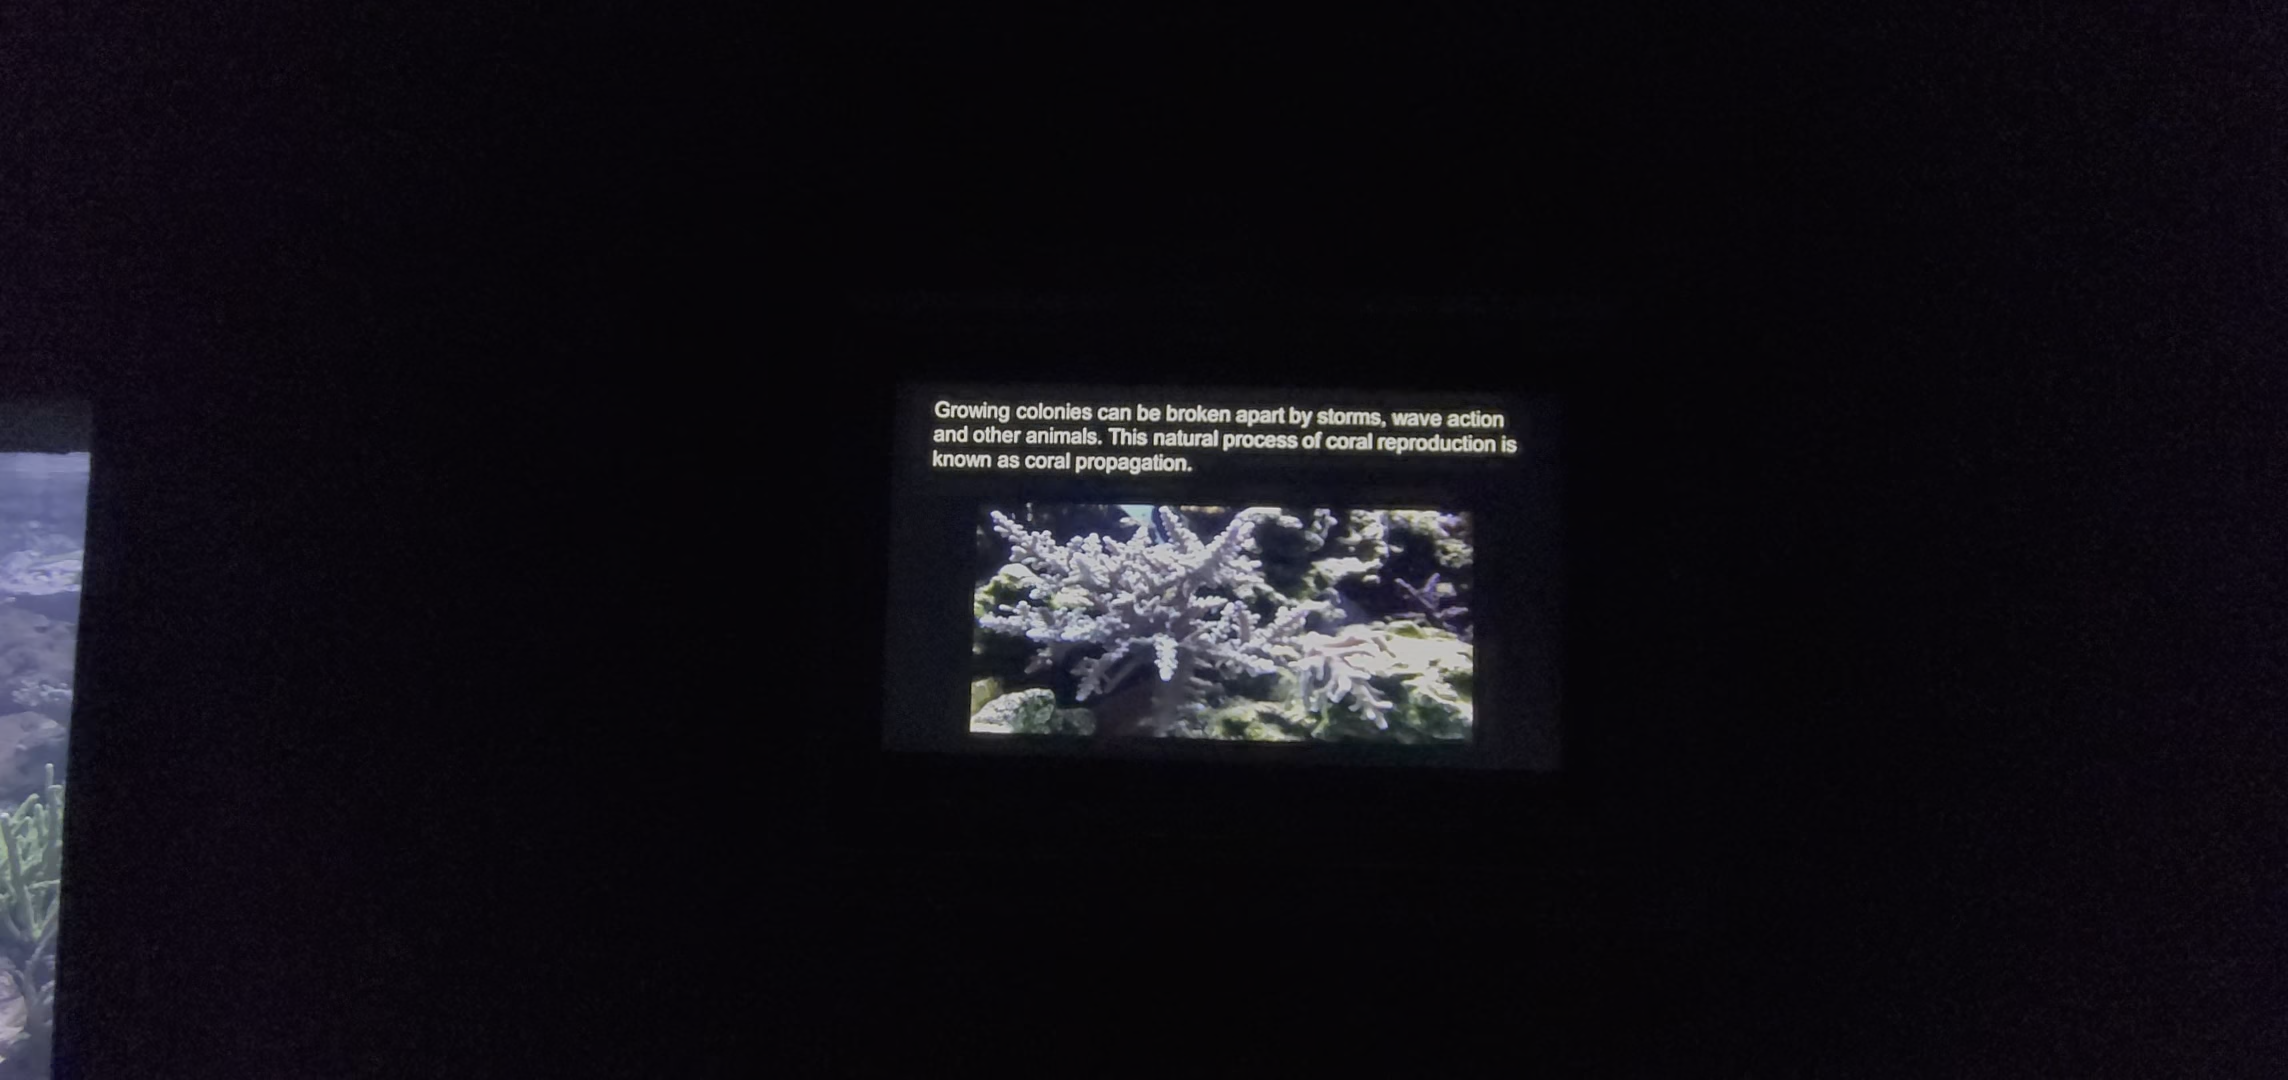 Growing colonies can be broken apart by storms, wave action
and other animals. This natural process of coral reproduction is
known as coral propagation.